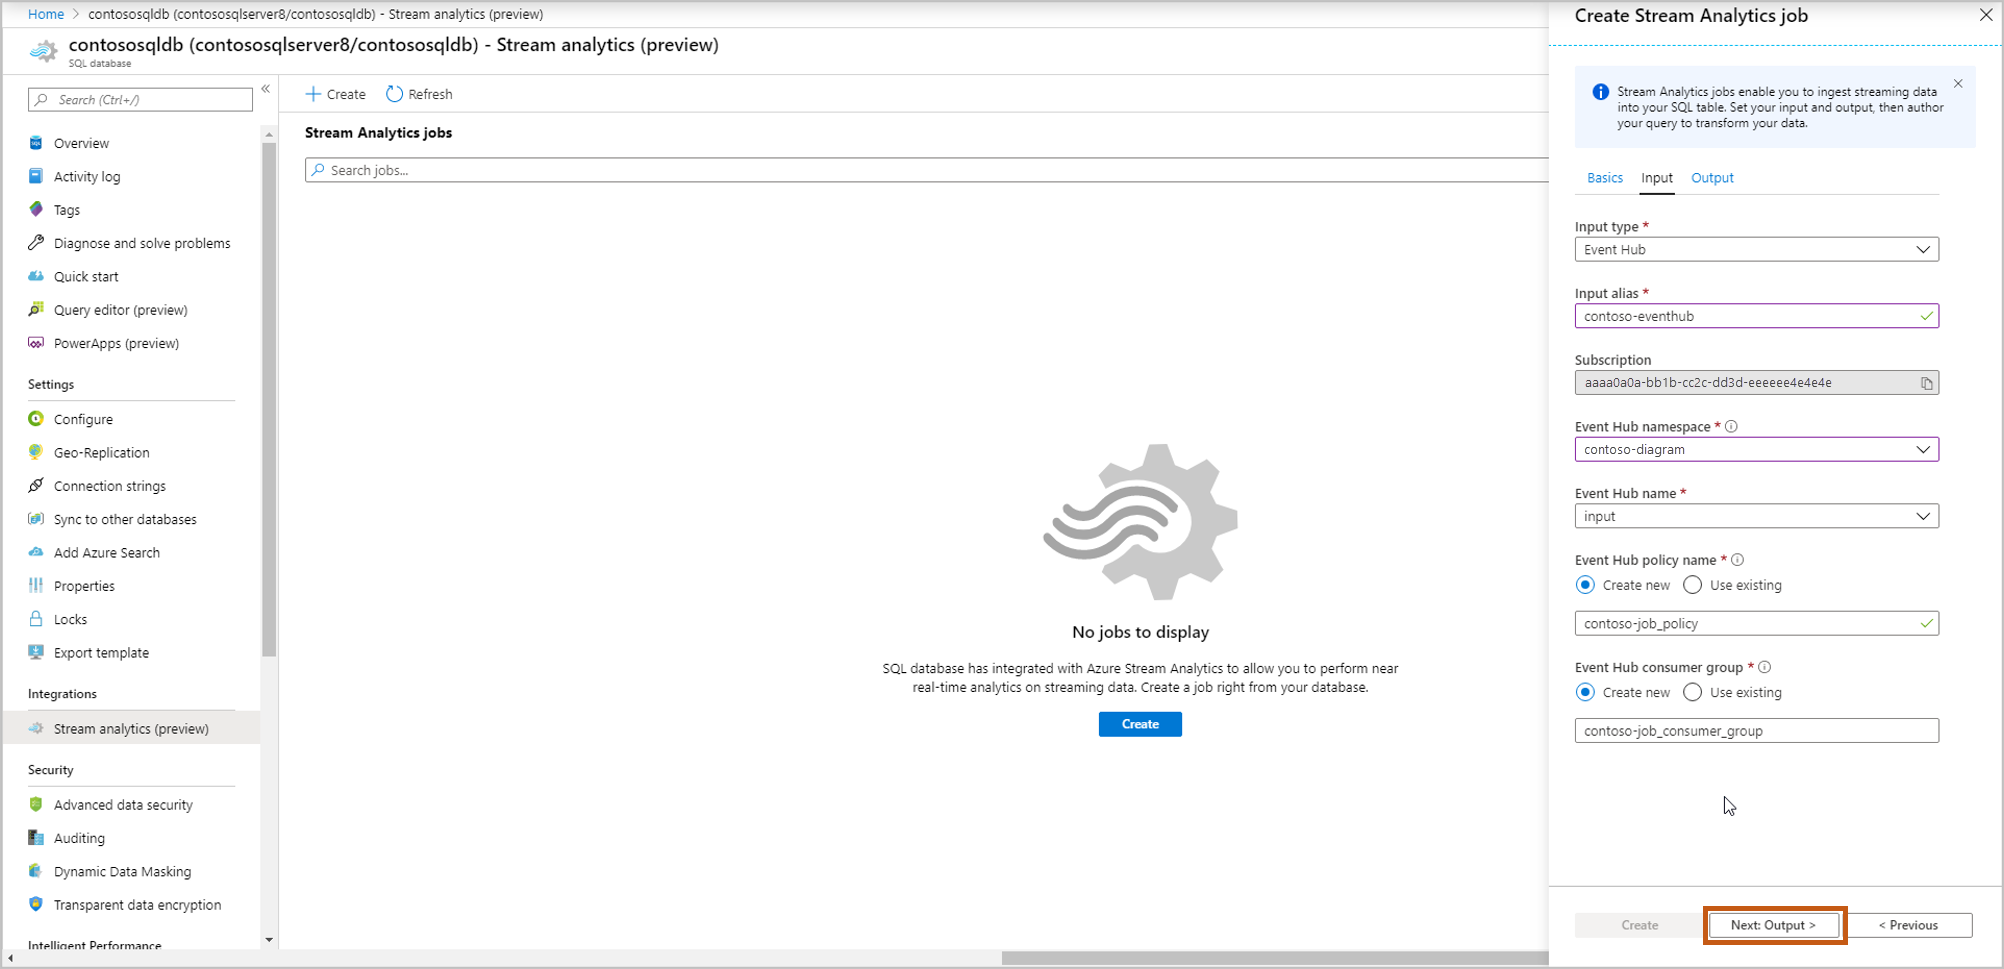 Home > contososqldb (contososqlserver8/contososqldb) - Stream analytics (preview)
contososqldb (contososqlserver8/contososqldb) - Stream analytics (preview)
SQL database
Search (Ctrl+/)
«
Overview
Activity log
Tags
Diagnose and solve problems
Quick start
Query editor (preview)
PowerApps (preview)
Settings
Configure
Geo-Replication
Connection strings
Sync to other databases
Add Azure Search
Properties
Locks
Export template
Integrations
Stream analytics (preview)
Security
Advanced data security
Auditing
Dynamic Data Masking
Transparent data encryption
Intelligent Performance
+ Create Refresh
Stream Analytics jobs
Search jobs...
No jobs to display
SQL database has integrated with Azure Stream Analytics to allow you to perform near
real-time analytics on streaming data. Create a job right from your database.
Create
Create Stream Analytics job
Stream Analytics jobs enable you to ingest streaming data
into your SQL table. Set your input and output, then author
your query to transform your data.
Basics Input Output
Input type *
Event Hub
Input alias *
contoso-eventhub
Subscription
aaaa0a0a-bb1b-cc2c-dd3d-eeeeee4e4e4e
Event Hub namespace *
contoso-diagram
Event Hub name *
input
Event Hub policy name *
Create new Use existing
contoso-job_policy
Event Hub consumer group *
Create new Use existing
contoso-job_consumer_group
Create Next: Output > < Previous